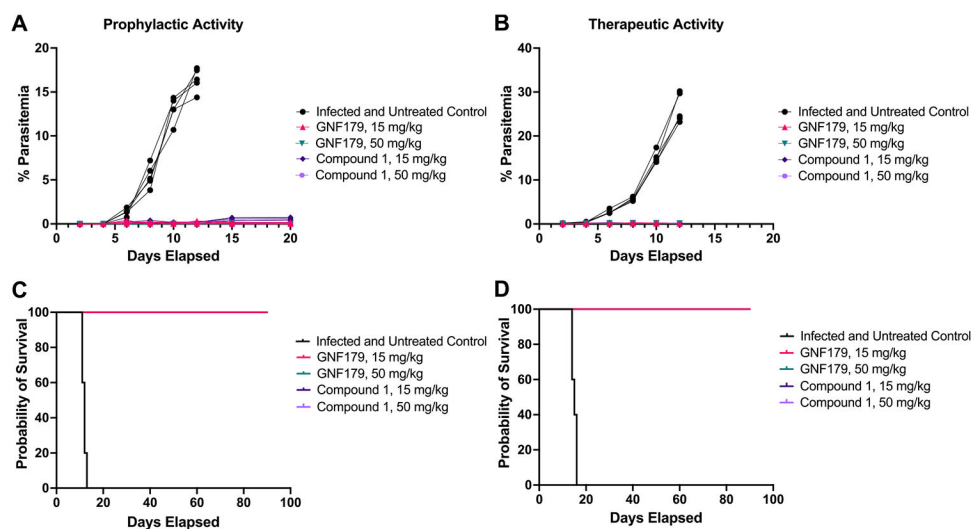 A
Prophylactic Activity
% Parasitemia
20
15
10
5
0
0
5
10
15
20
Days Elapsed
Infected and Untreated Control
GNF179, 15 mg/kg
GNF179, 50 mg/kg
Compound 1, 15 mg/kg
Compound 1, 50 mg/kg
B
Therapeutic Activity
% Parasitemia
40
30
20
10
0
0
5
10
15
20
Days Elapsed
Infected and Untreated Control
GNF179, 15 mg/kg
GNF179, 50 mg/kg
Compound 1, 15 mg/kg
Compound 1, 50 mg/kg
C
Probability of Survival
100
80
60
40
20
0
0
20
40
60
80
100
Days Elapsed
Infected and Untreated Control
GNF179, 15 mg/kg
GNF179, 50 mg/kg
Compound 1, 15 mg/kg
Compound 1, 50 mg/kg
D
Probability of Survival
100
80
60
40
20
0
0
20
40
60
80
100
Days Elapsed
Infected and Untreated Control
GNF179, 15 mg/kg
GNF179, 50 mg/kg
Compound 1, 15 mg/kg
Compound 1, 50 mg/kg